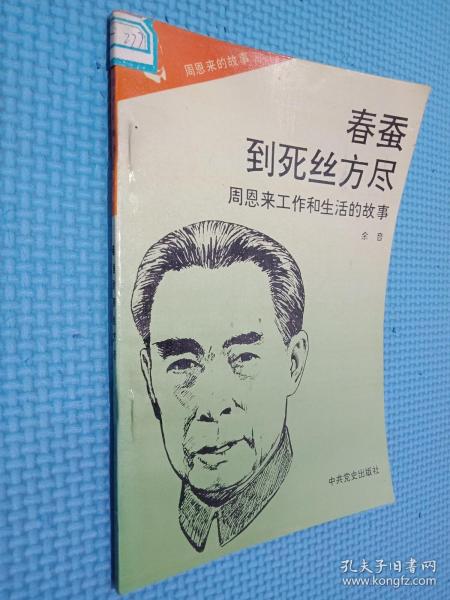 277
周恩来的故事
春蚕
到死丝方尽
周恩来工作和生活的故事
余音
中共党史出版社
孔夫子旧书网
www.kongfz.com